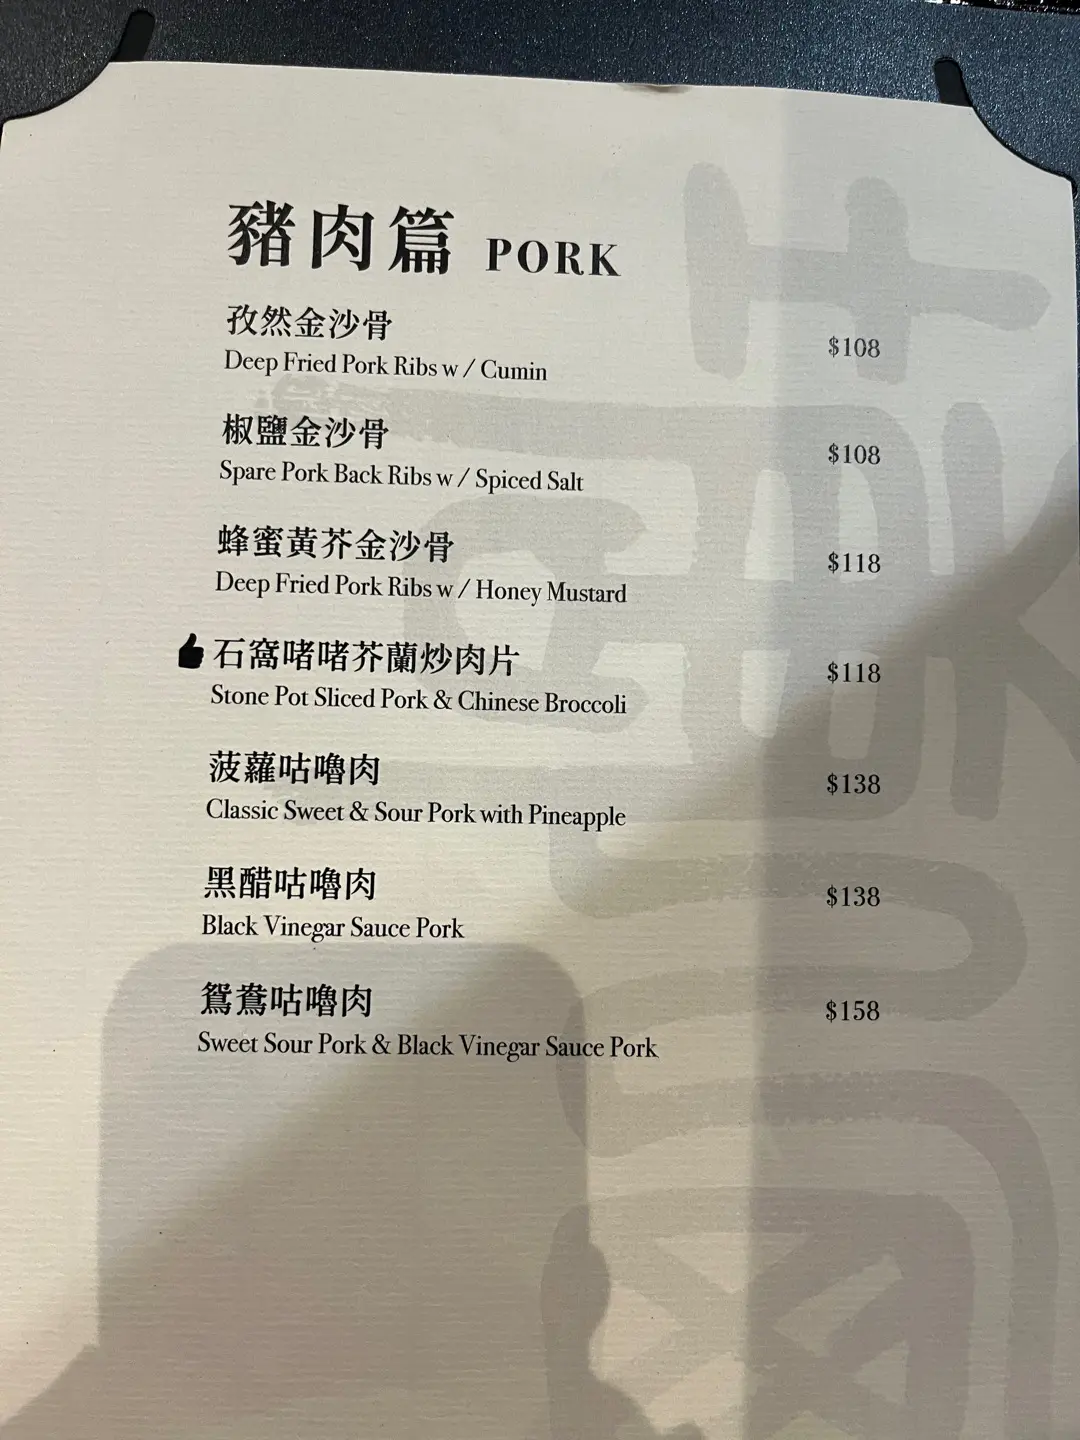 豬肉篇 PORK
孜然金沙骨
Deep Fried Pork Ribs w / Cumin
$108
椒鹽金沙骨
Spare Pork Back Ribs w / Spiced Salt
$108
蜂蜜黃芥金沙骨
Deep Fried Pork Ribs w / Honey Mustard
$118
石窩啫啫芥蘭炒肉片
Stone Pot Sliced Pork & Chinese Broccoli
$118
菠蘿咕嚕肉
Classic Sweet & Sour Pork with Pineapple
$138
黑醋咕嚕肉
Black Vinegar Sauce Pork
$138
鴛鴦咕嚕肉
Sweet Sour Pork & Black Vinegar Sauce Pork
$158